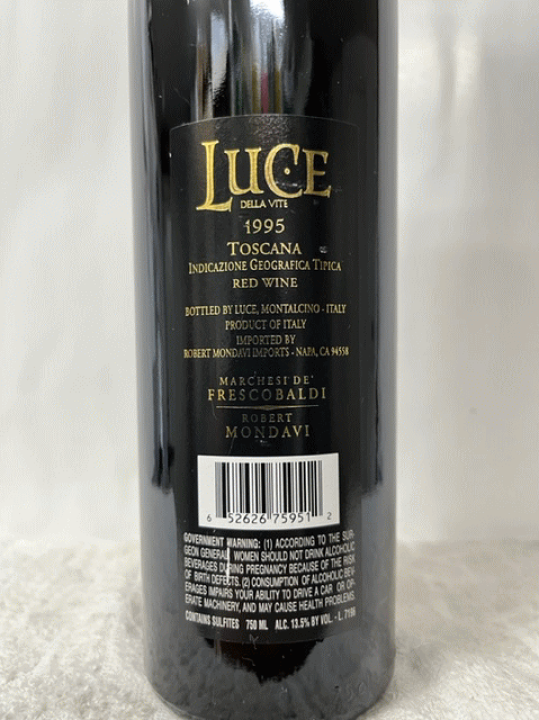 LUCE
DELLA VITE
1995
TOSCANA
INDICAZIONE GEOGRAFICA TIPICA
RED WINE
BOTTLED BY LUCE, MONTALCINO - ITALY
PRODUCT OF ITALY
IMPORTED BY
ROBERT MONDAVI IMPORTS - NAPA, CA 94558
MARCHESI DE'
FRESCOBALDI
ROBERT
MONDAVI
6 52626 75951 2
GOVERNMENT WARNING: (1) ACCORDING TO THE SUR-
GEON GENERAL WOMEN SHOULD NOT DRINK ALCOHOLIC
BEVERAGES DURING PREGNANCY BECAUSE OF THE RISK
OF BIRTH DEFECTS. (2) CONSUMPTION OF ALCOHOLIC BEV-
ERAGES IMPAIRS YOUR ABILITY TO DRIVE A CAR OR OP-
ERATE MACHINERY, AND MAY CAUSE HEALTH PROBLEMS.
CONTAINS SULFITES 750 ML ALC. 13.5% BY VOL. - L.